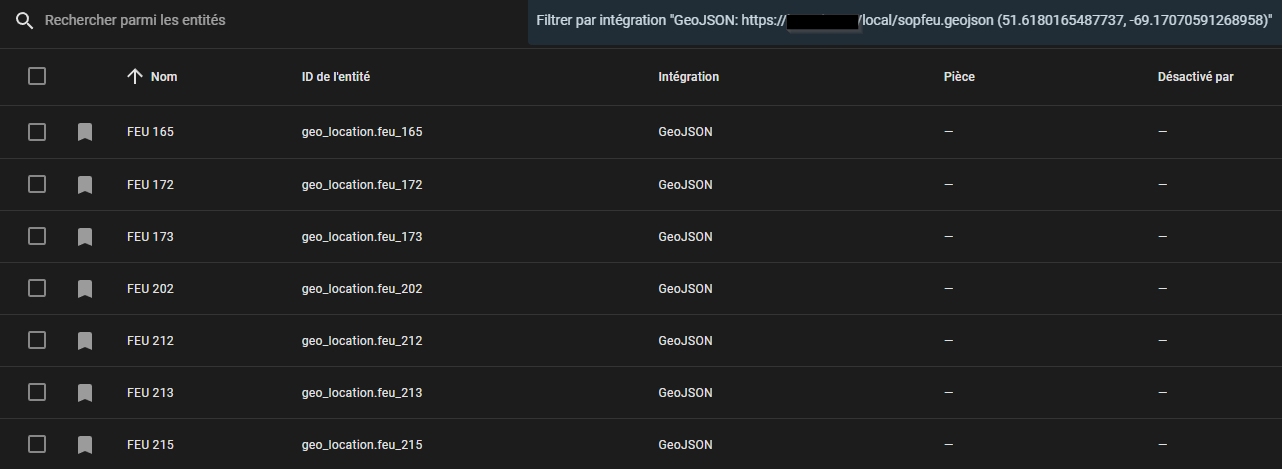 Rechercher parmi les entités
Filtrer par intégration "GeoJSON: https:// /local/sopfeu.geojson (51.6180165487737, -69.17070591268958)"
Nom ID de l'entité Intégration Pièce Désactivé par
FEU 165 geo_location.feu_165 GeoJSON — —
FEU 172 geo_location.feu_172 GeoJSON — —
FEU 173 geo_location.feu_173 GeoJSON — —
FEU 202 geo_location.feu_202 GeoJSON — —
FEU 212 geo_location.feu_212 GeoJSON — —
FEU 213 geo_location.feu_213 GeoJSON — —
FEU 215 geo_location.feu_215 GeoJSON — —